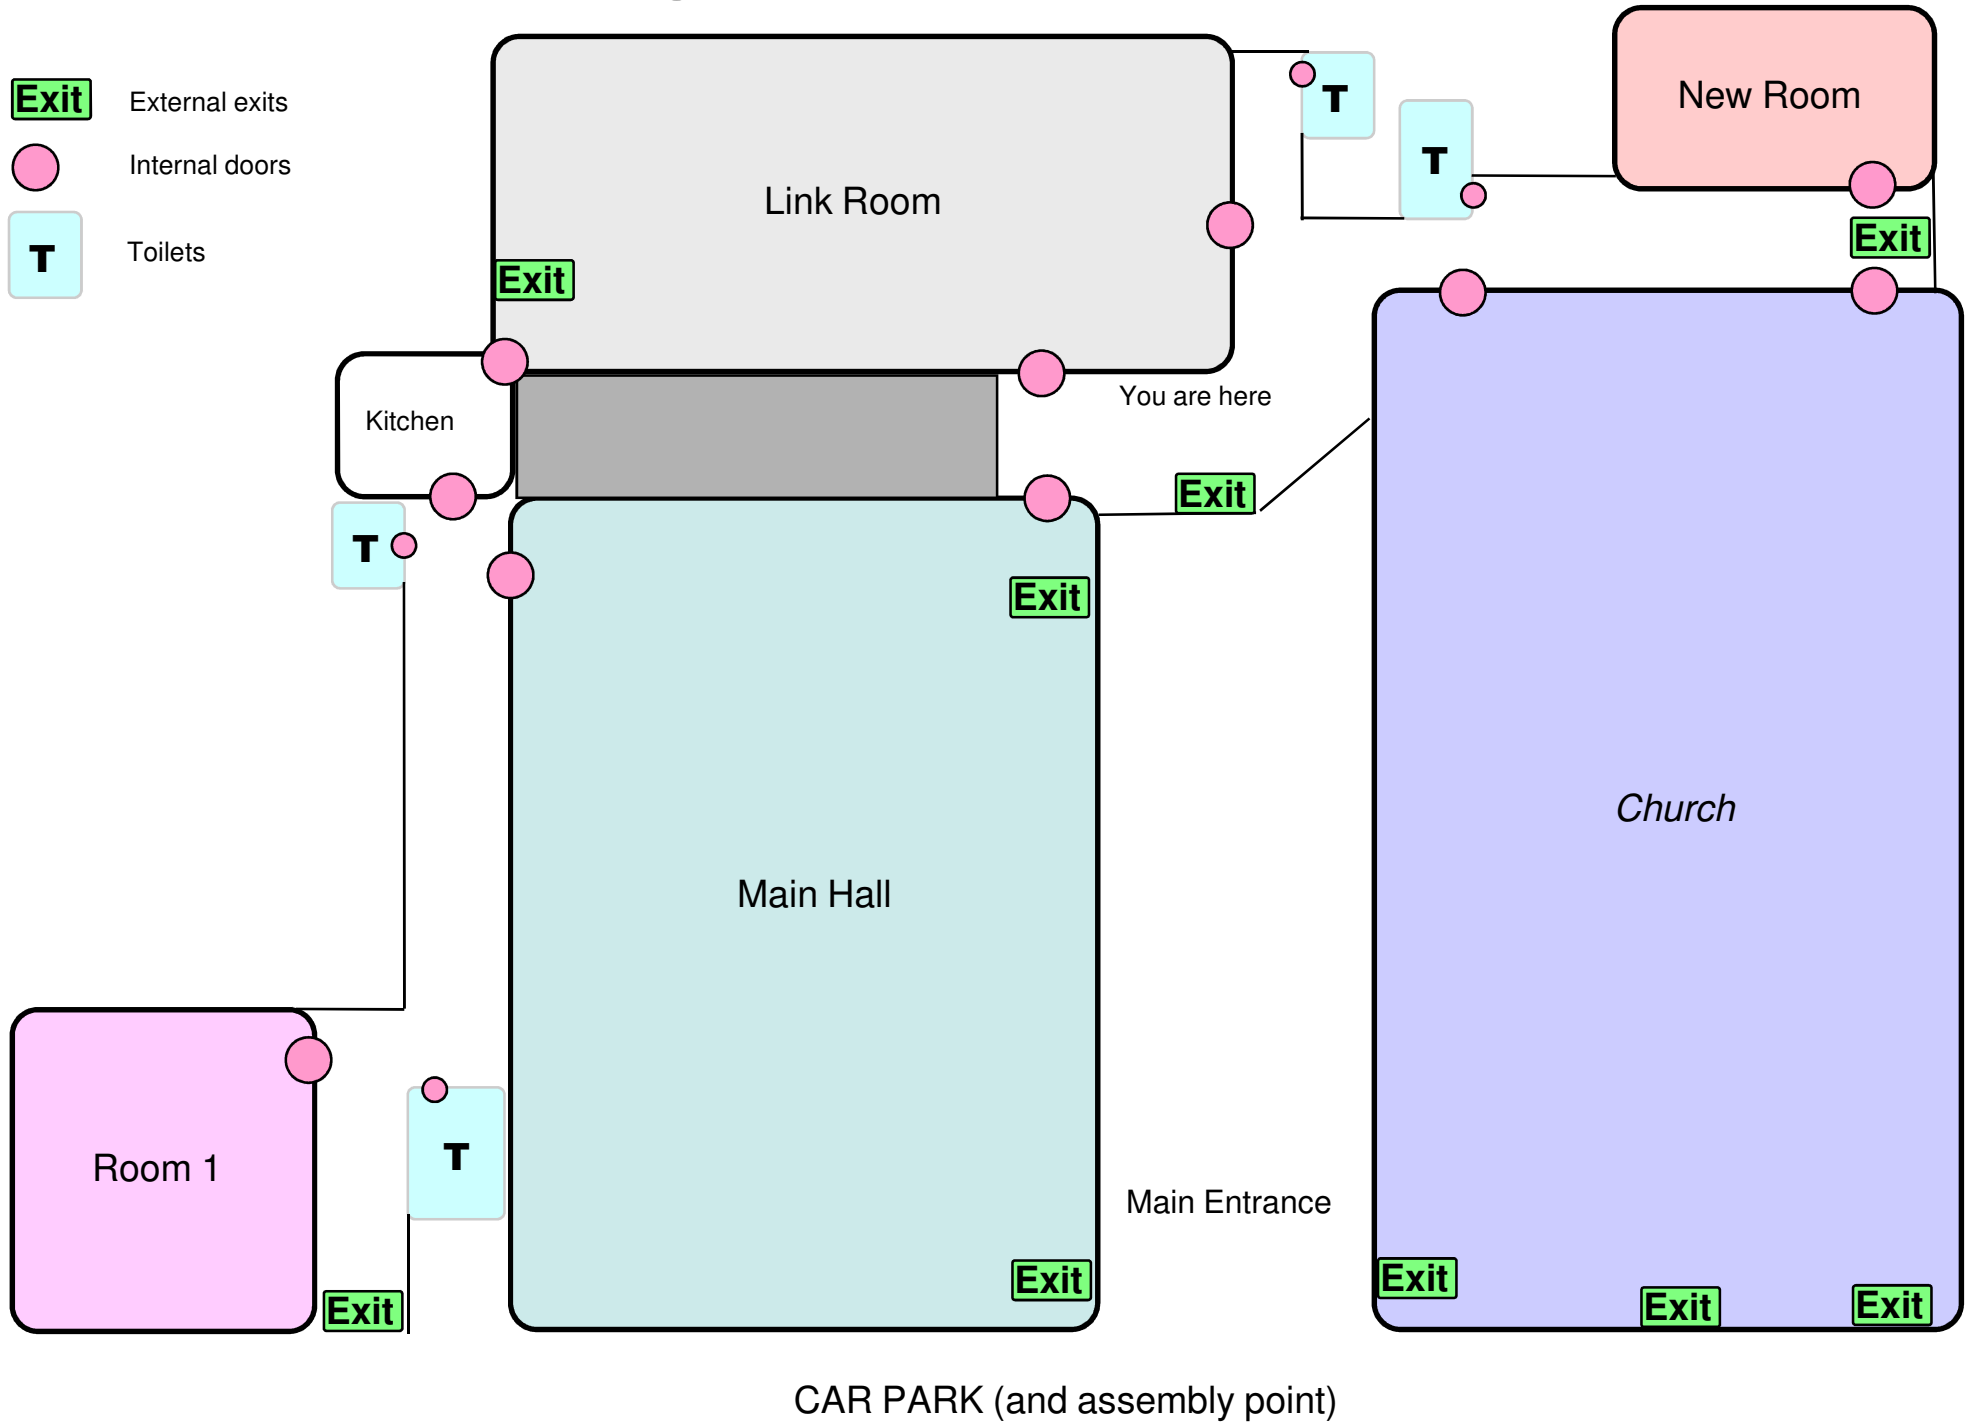 Exit
External exits
Internal doors
T
Toilets
Link Room
Exit
T
T
New Room
Exit
Kitchen
You are here
Exit
T
Exit
Main Hall
Church
Room 1
T
Main Entrance
Exit
Exit
Exit
Exit
Exit
CAR PARK (and assembly point)